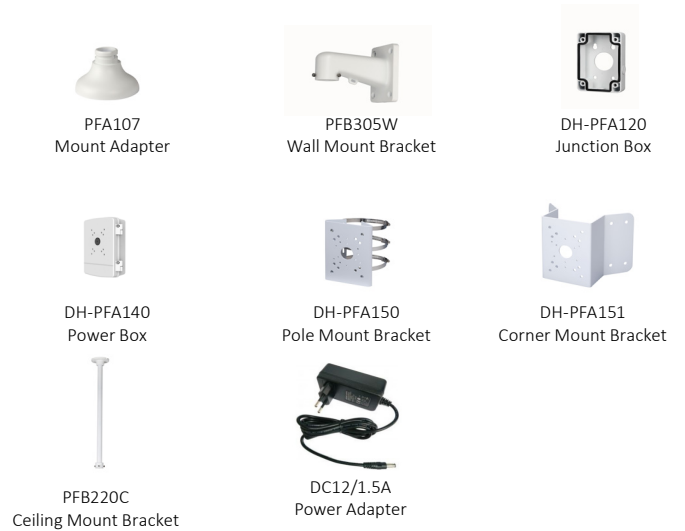 PFA107
Mount Adapter
PFB305W
Wall Mount Bracket
DH-PFA120
Junction Box
DH-PFA140
Power Box
DH-PFA150
Pole Mount Bracket
DH-PFA151
Corner Mount Bracket
PFB220C
Ceiling Mount Bracket
DC12/1.5A
Power Adapter